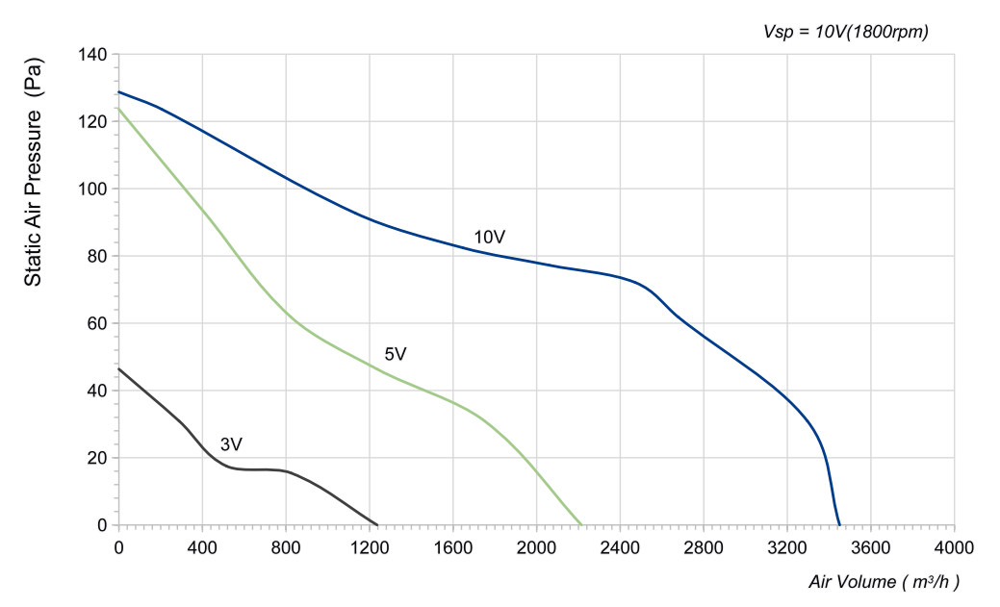 Vsp = 10V(1800rpm)
Static Air Pressure (Pa)
140
120
100
80
60
40
20
0
10V
5V
3V
0 400 800 1200 1600 2000 2400 2800 3200 3600 4000
Air Volume ( m³/h )